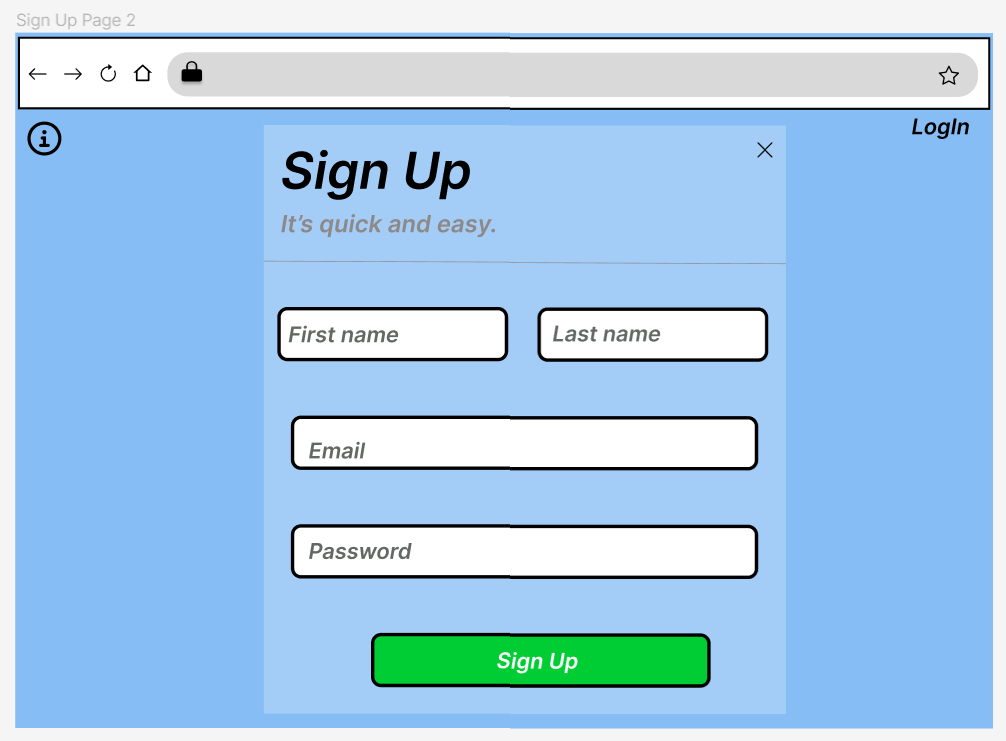 Sign Up Page 2
LogIn
Sign Up
It’s quick and easy.
First name
Last name
Email
Password
Sign Up